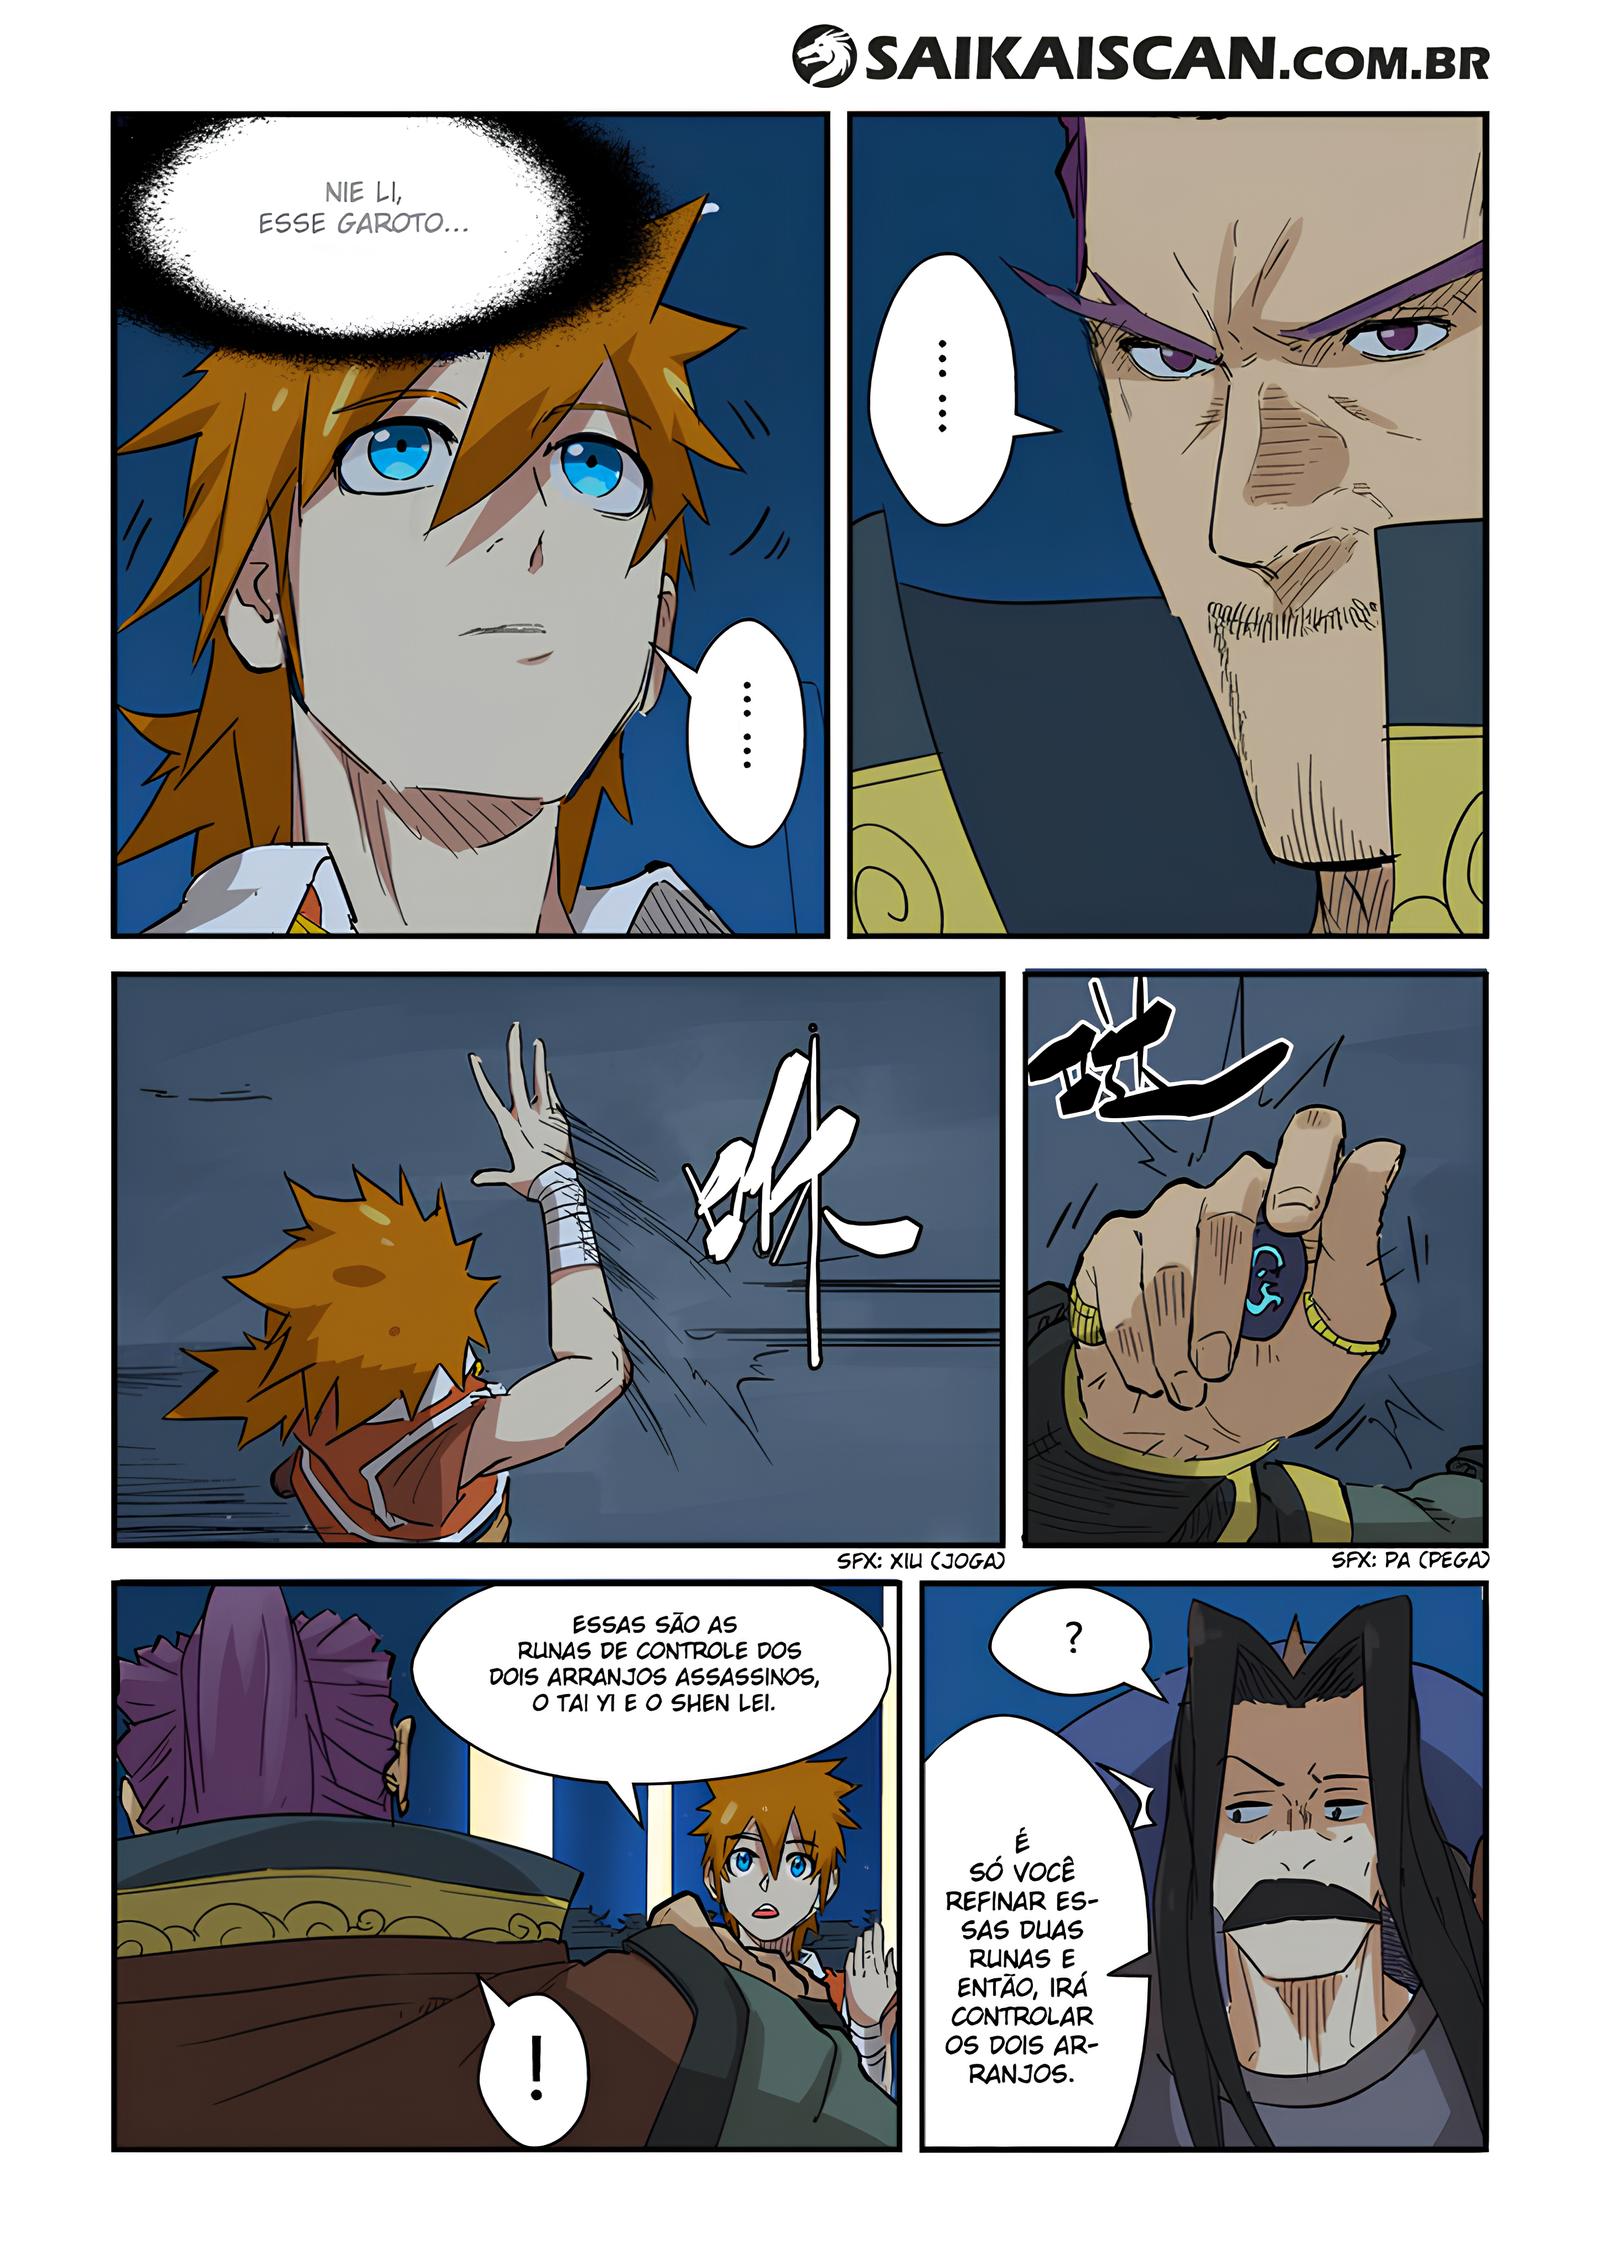 SAIKAISCAN.COM.BR
NIE LI,
ESSE GAROTO...
......
......
咻
啪
SFX: XIU (JOGA)
SFX: PA (PEGA)
ESSAS SÃO AS
RUNAS DE CONTROLE DOS
DOIS ARRANJOS ASSASSINOS,
O TAI YI E O SHEN LEI.
!
?
É
SÓ VOCÊ
REFINAR ES-
SAS DUAS
RUNAS E
ENTÃO, IRÁ
CONTROLAR
OS DOIS AR-
RANJOS.